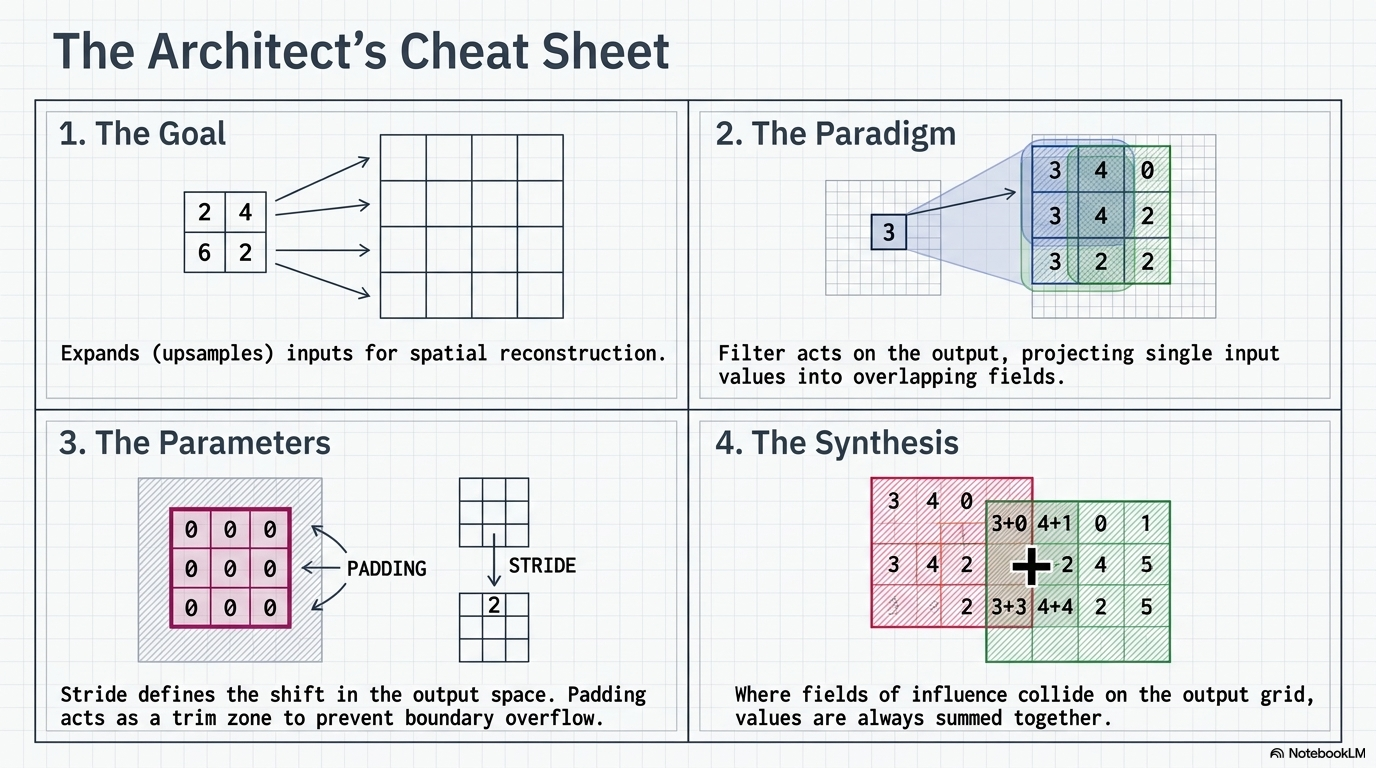 The Architect's Cheat Sheet
1. The Goal
2 4
6 2
Expands (upsamples) inputs for spatial reconstruction.
2. The Paradigm
3
3 4 0
3 4 2
3 2 2
Filter acts on the output, projecting single input
values into overlapping fields.
3. The Parameters
0 0 0
0 0 0
0 0 0
PADDING
STRIDE
2
Stride defines the shift in the output space. Padding
acts as a trim zone to prevent boundary overflow.
4. The Synthesis
3 4 0
3+0 4+1 0 1
3 4 2 + 2 4 5
2 3+3 4+4 2 5
Where fields of influence collide on the output grid,
values are always summed together.
NotebookLM